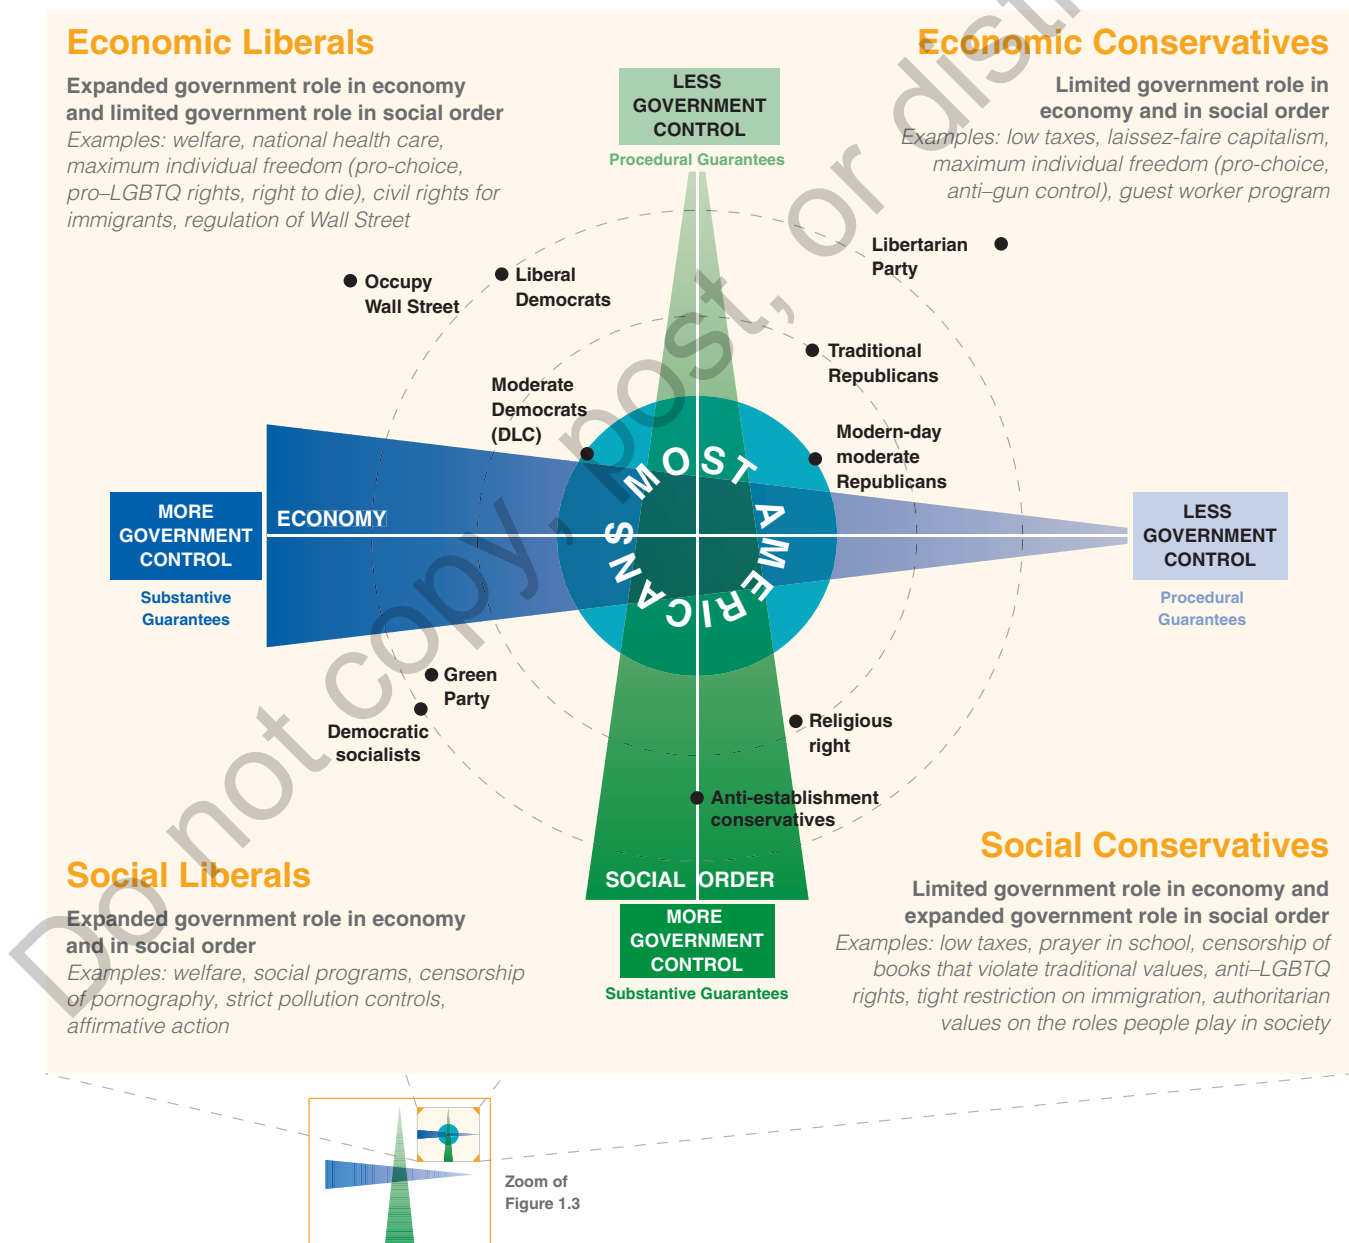 Economic Liberals
Expanded government role in economy
and limited government role in social order
Examples: welfare, national health care,
maximum individual freedom (pro-choice,
pro–LGBTQ rights, right to die), civil rights for
immigrants, regulation of Wall Street
Economic Conservatives
Limited government role in
economy and in social order
Examples: low taxes, laissez-faire capitalism,
maximum individual freedom (pro-choice,
anti–gun control), guest worker program
LESS
GOVERNMENT
CONTROL
Procedural Guarantees
Occupy
Wall Street
Liberal
Democrats
Libertarian
Party
Traditional
Republicans
Moderate
Democrats
(DLC)
Modern-day
moderate
Republicans
MOST AMERICANS
MORE
GOVERNMENT
CONTROL
Substantive
Guarantees
ECONOMY
LESS
GOVERNMENT
CONTROL
Procedural
Guarantees
Green
Party
Democratic
socialists
Religious
right
Anti-establishment
conservatives
SOCIAL ORDER
MORE
GOVERNMENT
CONTROL
Substantive Guarantees
Social Liberals
Expanded government role in economy
and in social order
Examples: welfare, social programs, censorship
of pornography, strict pollution controls,
affirmative action
Social Conservatives
Limited government role in economy and
expanded government role in social order
Examples: low taxes, prayer in school, censorship of
books that violate traditional values, anti–LGBTQ
rights, tight restriction on immigration, authoritarian
values on the roles people play in society
Zoom of
Figure 1.3
Do not copy, post, or